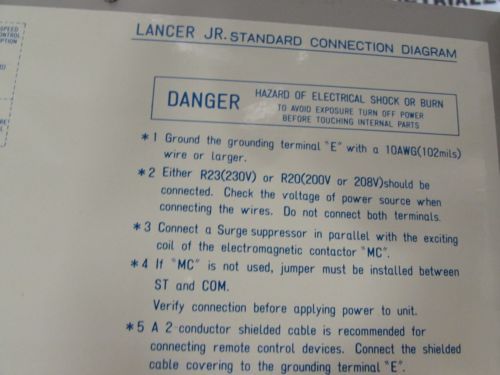 SPEED
CONTROL
OPTION
LANCER JR. STANDARD CONNECTION DIAGRAM
DANGER
HAZARD OF ELECTRICAL SHOCK OR BURN
TO AVOID EXPOSURE TURN OFF POWER
BEFORE TOUCHING INTERNAL PARTS
*1 Ground the grounding terminal "E" with a 10AWG(102mils)
wire or larger.
*2 Either R23(230V) or R20(200V or 208V)should be
connected. Check the voltage of power source when
connecting the wires. Do not connect both terminals.
*3 Connect a Surge suppressor in parallel with the exciting
coil of the electromagnetic contactor "MC".
*4 If "MC" is not used, jumper must be installed between
ST and COM.
Verify connection before applying power to unit.
*5 A 2-conductor shielded cable is recommended for
connecting remote control devices. Connect the shielded
cable covering to the grounding terminal "E".